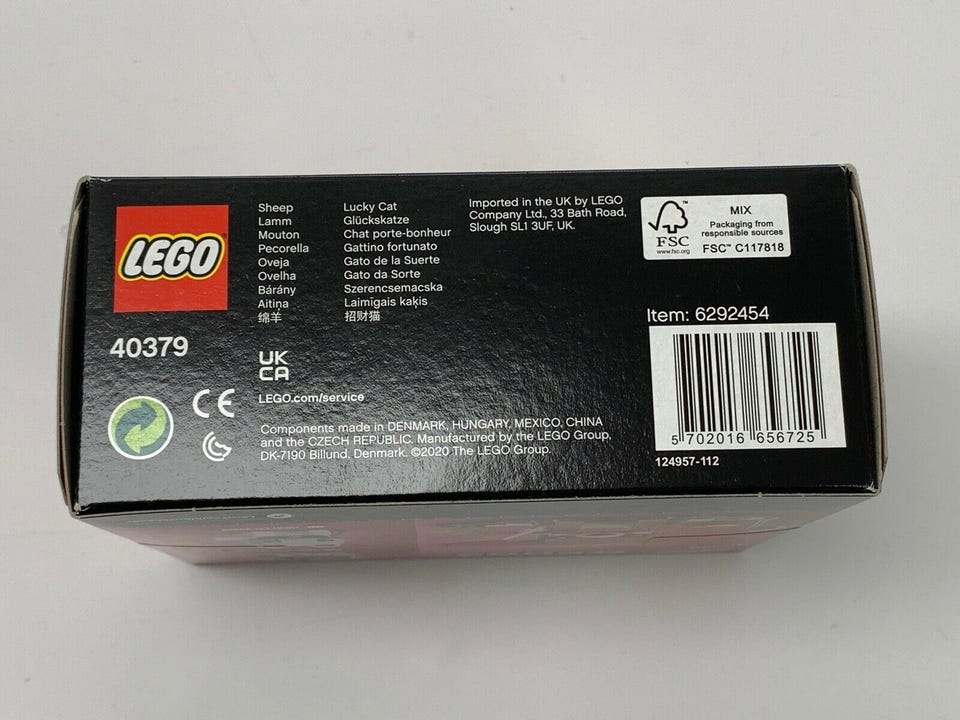 LEGO
40379
Sheep
Lamm
Mouton
Pecorella
Oveja
Ovelha
Bárány
Aitiņa
绵羊
Lucky Cat
Glückskatze
Chat porte-bonheur
Gattino fortunato
Gato de la Suerte
Gato da Sorte
Szerencsemacska
Laimīgais kaķis
招财猫
Imported in the UK by LEGO
Company Ltd., 33 Bath Road,
Slough SL1 3UF, UK.
FSC
www.fsc.org
MIX
Packaging from
responsible sources
FSC™ C117818
UK
CA
CE
LEGO.com/service
Components made in DENMARK, HUNGARY, MEXICO, CHINA
and the CZECH REPUBLIC. Manufactured by the LEGO Group,
DK-7190 Billund, Denmark. ©2020 The LEGO Group.
Item: 6292454
5 702016 656725
124957-112